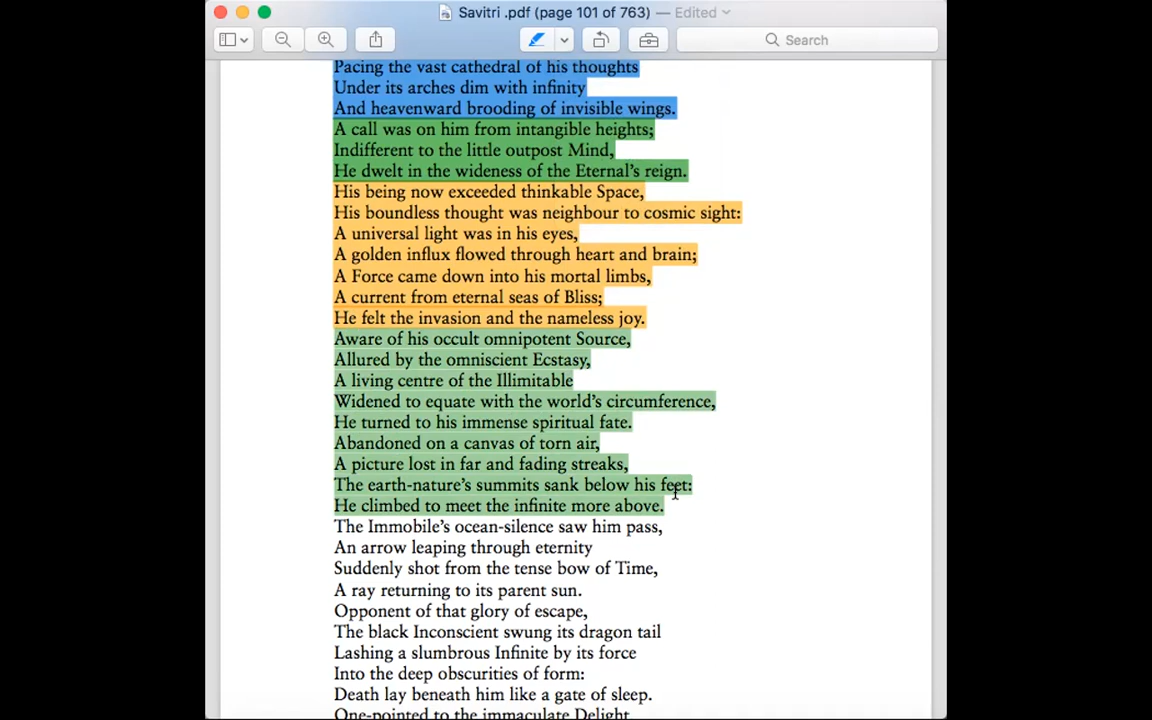 Savitri .pdf (page 101 of 763) — Edited
Search
Pacing the vast cathedral of his thoughts
Under its arches dim with infinity
And heavenward brooding of invisible wings.
A call was on him from intangible heights;
Indifferent to the little outpost Mind,
He dwelt in the wideness of the Eternal's reign.
His being now exceeded thinkable Space,
His boundless thought was neighbour to cosmic sight:
A universal light was in his eyes,
A golden influx flowed through heart and brain;
A Force came down into his mortal limbs,
A current from eternal seas of Bliss;
He felt the invasion and the nameless joy.
Aware of his occult omnipotent Source,
Allured by the omniscient Ecstasy,
A living centre of the Illimitable
Widened to equate with the world's circumference,
He turned to his immense spiritual fate.
Abandoned on a canvas of torn air,
A picture lost in far and fading streaks,
The earth-nature's summits sank below his feet:
He climbed to meet the infinite more above.
The Immobile's ocean-silence saw him pass,
An arrow leaping through eternity
Suddenly shot from the tense bow of Time,
A ray returning to its parent sun.
Opponent of that glory of escape,
The black Inconscient swung its dragon tail
Lashing a slumbrous Infinite by its force
Into the deep obscurities of form:
Death lay beneath him like a gate of sleep.
One-pointed to the immaculate Delight,